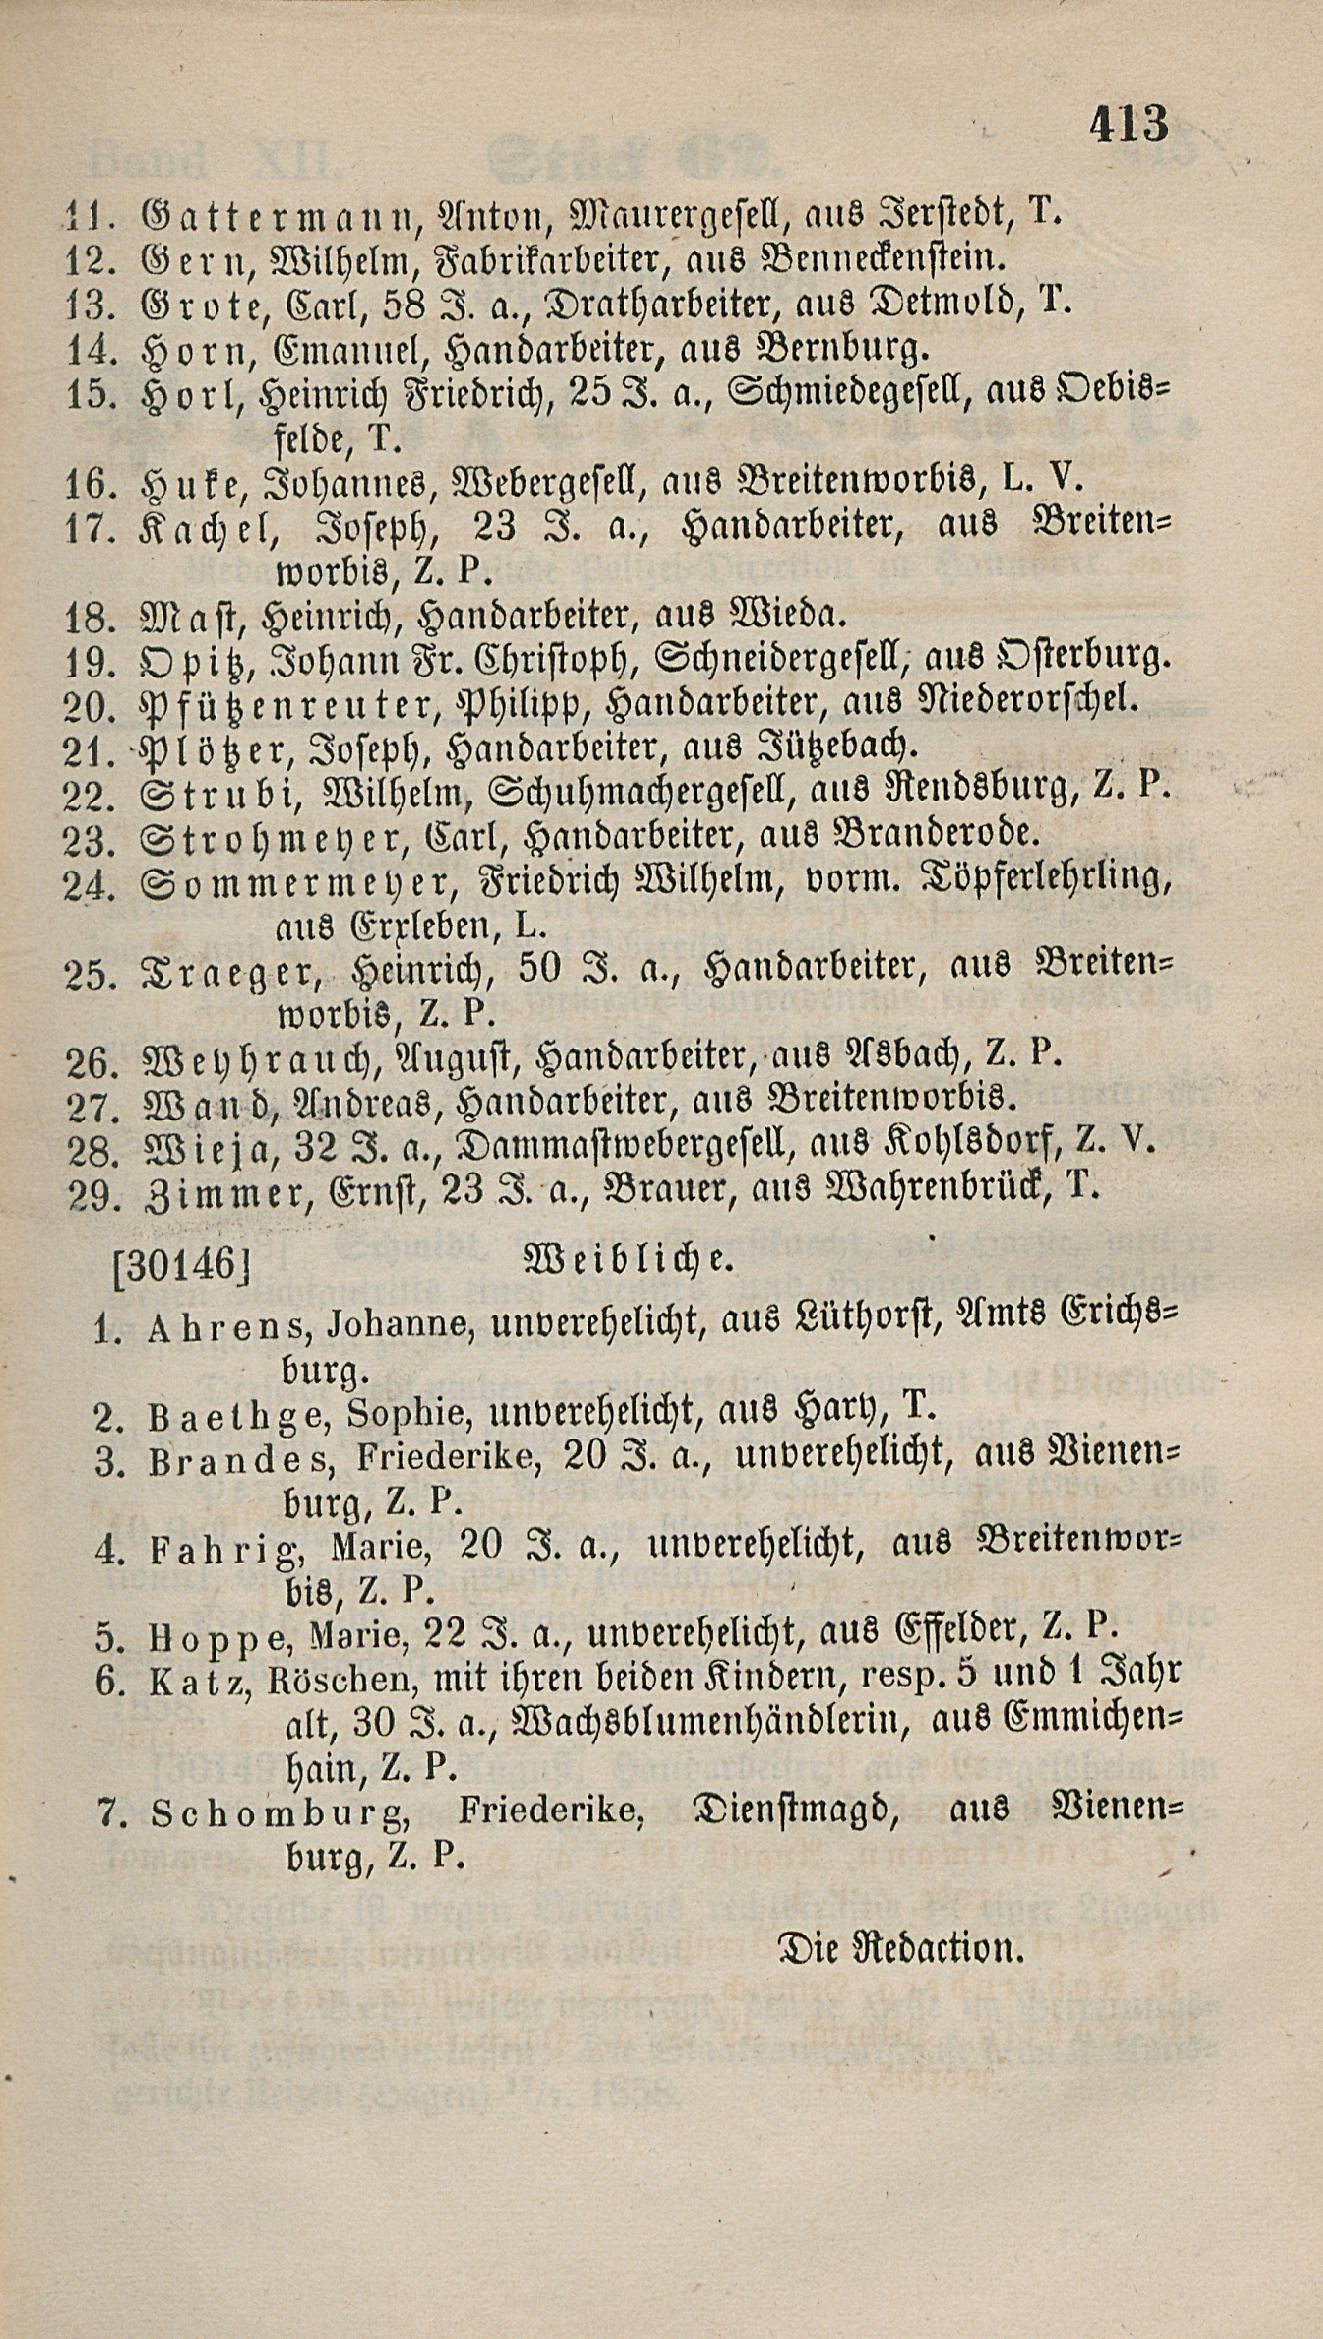 413
11. Gattermann, Anton, Maurergesell, aus Jerstedt, T.
12. Gern, Wilhelm, Fabrikarbeiter, aus Benneckenstein.
13. Grote, Carl, 58 J. a., Dratharbeiter, aus Detmold, T.
14. Horn, Emanuel, Handarbeiter, aus Bernburg.
15. Horl, Heinrich Friedrich, 25 J. a., Schmiedegesell, aus Oebis-
felde, T.
16. Huke, Johannes, Webergesell, aus Breitenworbis, L. V.
17. Kachel, Joseph, 23 J. a., Handarbeiter, aus Breiten-
worbis, Z. P.
18. Mast, Heinrich, Handarbeiter, aus Wieda.
19. Opitz, Johann Fr. Christoph, Schneidergesell, aus Osterburg.
20. Pfützenreuter, Philipp, Handarbeiter, aus Niederorschel.
21. Plötzer, Joseph, Handarbeiter, aus Jützebach.
22. Strubi, Wilhelm, Schuhmachergesell, aus Rendsburg, Z. P.
23. Strohmeyer, Carl, Handarbeiter, aus Branderode.
24. Sommermeyer, Friedrich Wilhelm, vorm. Töpferlehrling,
aus Erxleben, L.
25. Traeger, Heinrich, 50 J. a., Handarbeiter, aus Breiten-
worbis, Z. P.
26. Weyhrauch, August, Handarbeiter, aus Asbach, Z. P.
27. Wand, Andreas, Handarbeiter, aus Breitenworbis.
28. Wieja, 32 J. a., Dammastwebergesell, aus Kohlsdorf, Z. V.
29. Zimmer, Ernst, 23 J. a., Brauer, aus Wahrenbrück, T.
[30146] Weibliche.
1. Ahrens, Johanne, unverehelicht, aus Lüthorst, Amts Erichs-
burg.
2. Baethge, Sophie, unverehelicht, aus Hary, T.
3. Brandes, Friederike, 20 J. a., unverehelicht, aus Vienen-
burg, Z. P.
4. Fahrig, Marie, 20 J. a., unverehelicht, aus Breitenwor-
bis, Z. P.
5. Hoppe, Marie, 22 J. a., unverehelicht, aus Effelder, Z. P.
6. Katz, Röschen, mit ihren beiden Kindern, resp. 5 und 1 Jahr
alt, 30 J. a., Wachsblumenhändlerin, aus Emmichen-
hain, Z. P.
7. Schomburg, Friederike, Dienstmagd, aus Vienen-
burg, Z. P.
Die Redaction.